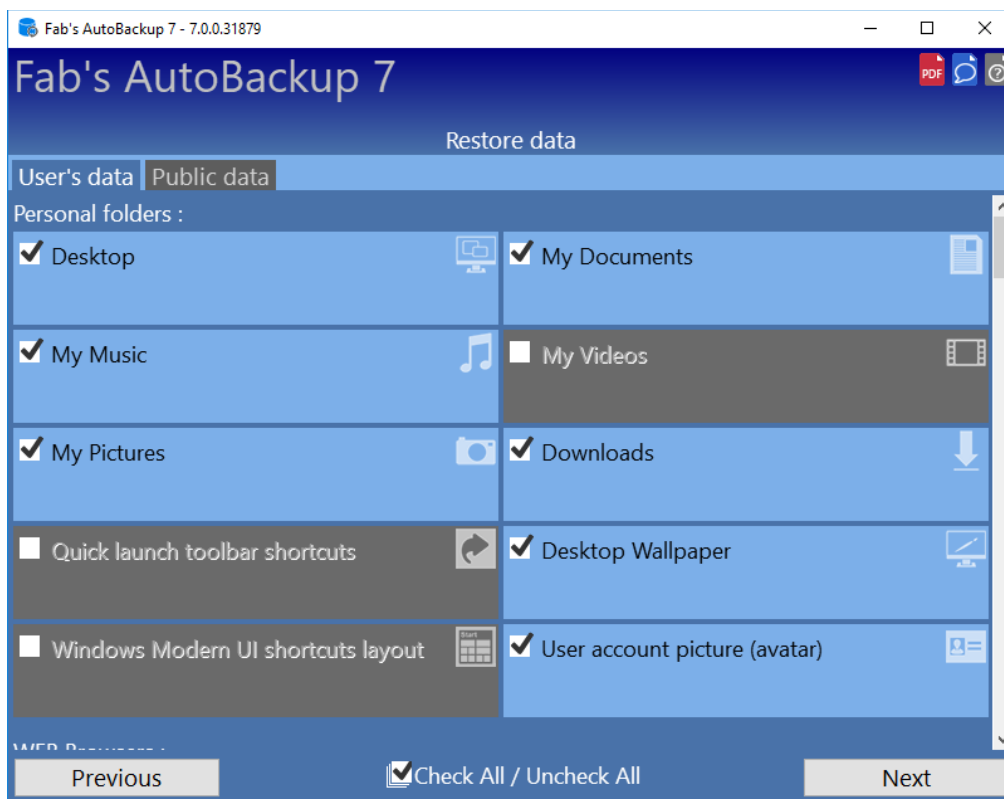 Fab's AutoBackup 7 - 7.0.0.31879
Fab's AutoBackup 7
PDF
?
Restore data
User's data Public data
Personal folders :
Desktop
My Documents
My Music
My Videos
My Pictures
Downloads
Quick launch toolbar shortcuts
Desktop Wallpaper
Start
Windows Modern UI shortcuts layout
User account picture (avatar)
WEB Browsers :
Previous
Check All / Uncheck All
Next